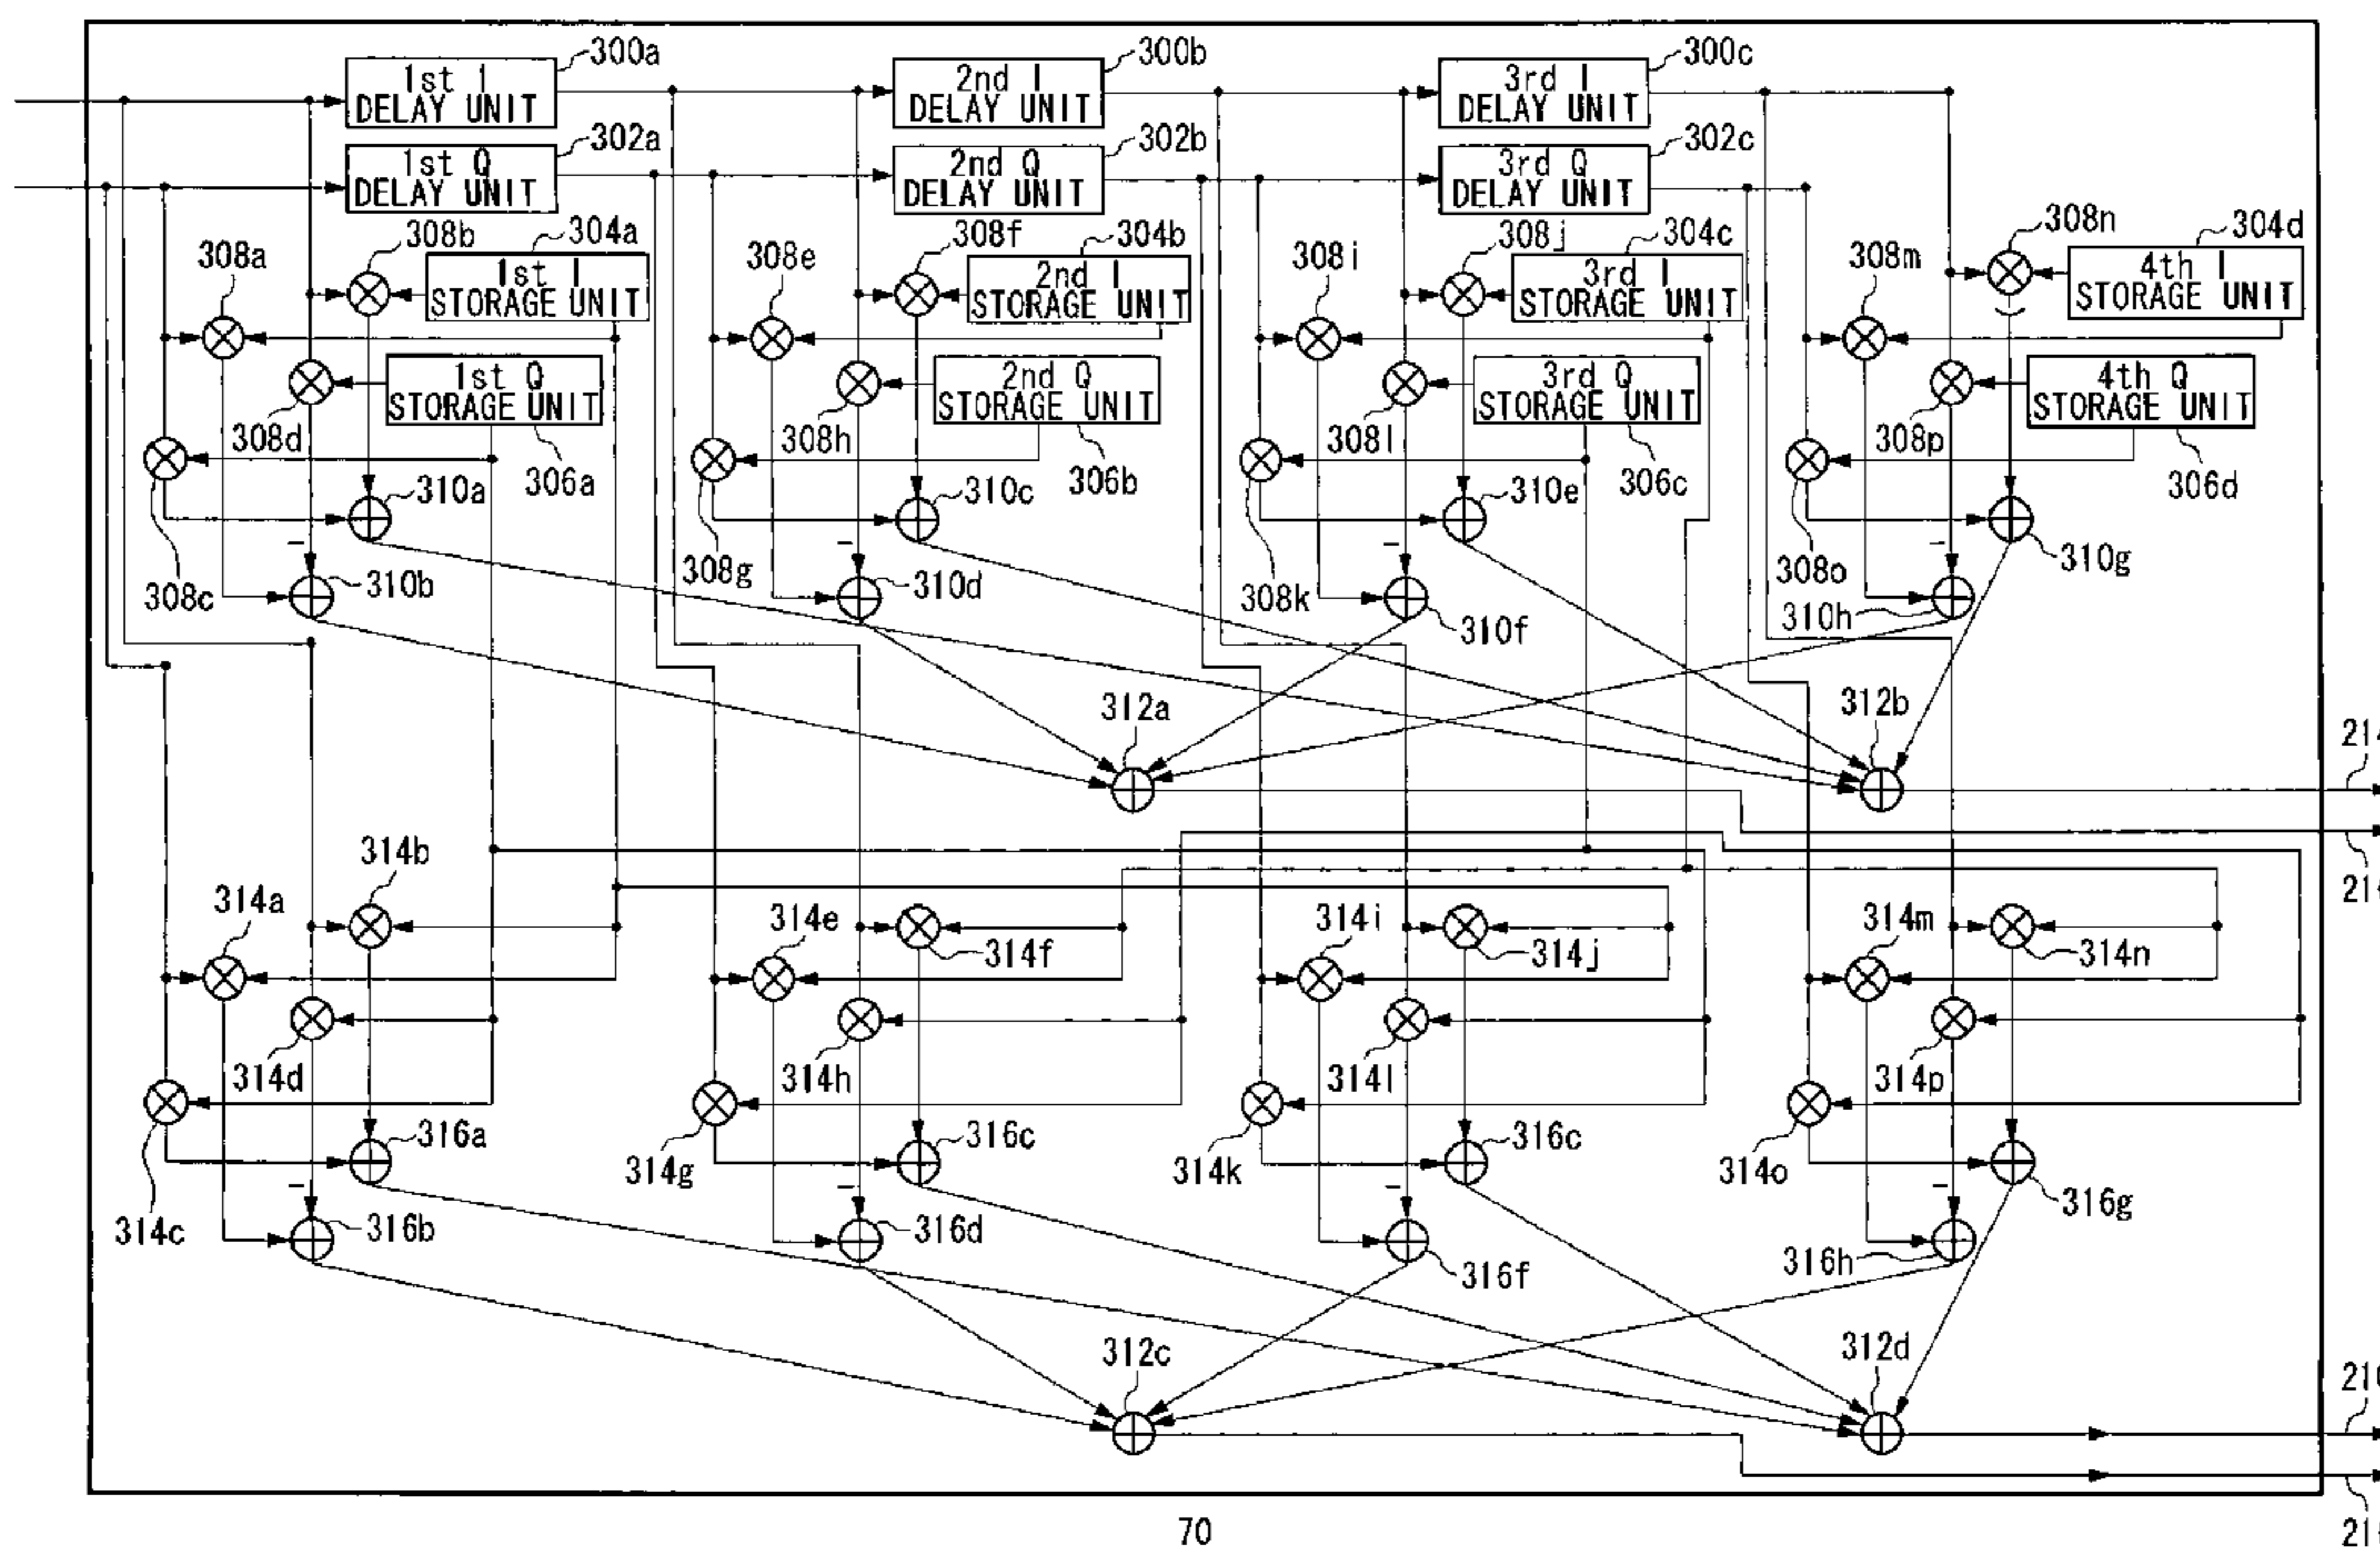 300a
300b
300c
1st I
DELAY UNIT
2nd I
DELAY UNIT
3rd I
DELAY UNIT
302a
302b
302c
1st Q
DELAY UNIT
2nd Q
DELAY UNIT
3rd Q
DELAY UNIT
308a
308b
304a
308e
308f
304b
308i
308j
304c
308m
308n
304d
1st I
STORAGE UNIT
2nd I
STORAGE UNIT
3rd I
STORAGE UNIT
4th I
STORAGE UNIT
1st Q
STORAGE UNIT
2nd Q
STORAGE UNIT
3rd Q
STORAGE UNIT
4th Q
STORAGE UNIT
308d
308h
308l
308p
306a
306b
306c
306d
310a
310c
310e
310g
−
−
−
−
308c
310b
308g
310d
308k
310f
308o
310h
312a
312b
214
21
314b
314a
314e
314f
314i
314j
314m
314n
314d
314h
314l
314p
316a
316c
316c
314g
314k
314o
316g
−
−
−
−
314c
316b
316d
316f
316h
312c
312d
21
21
70